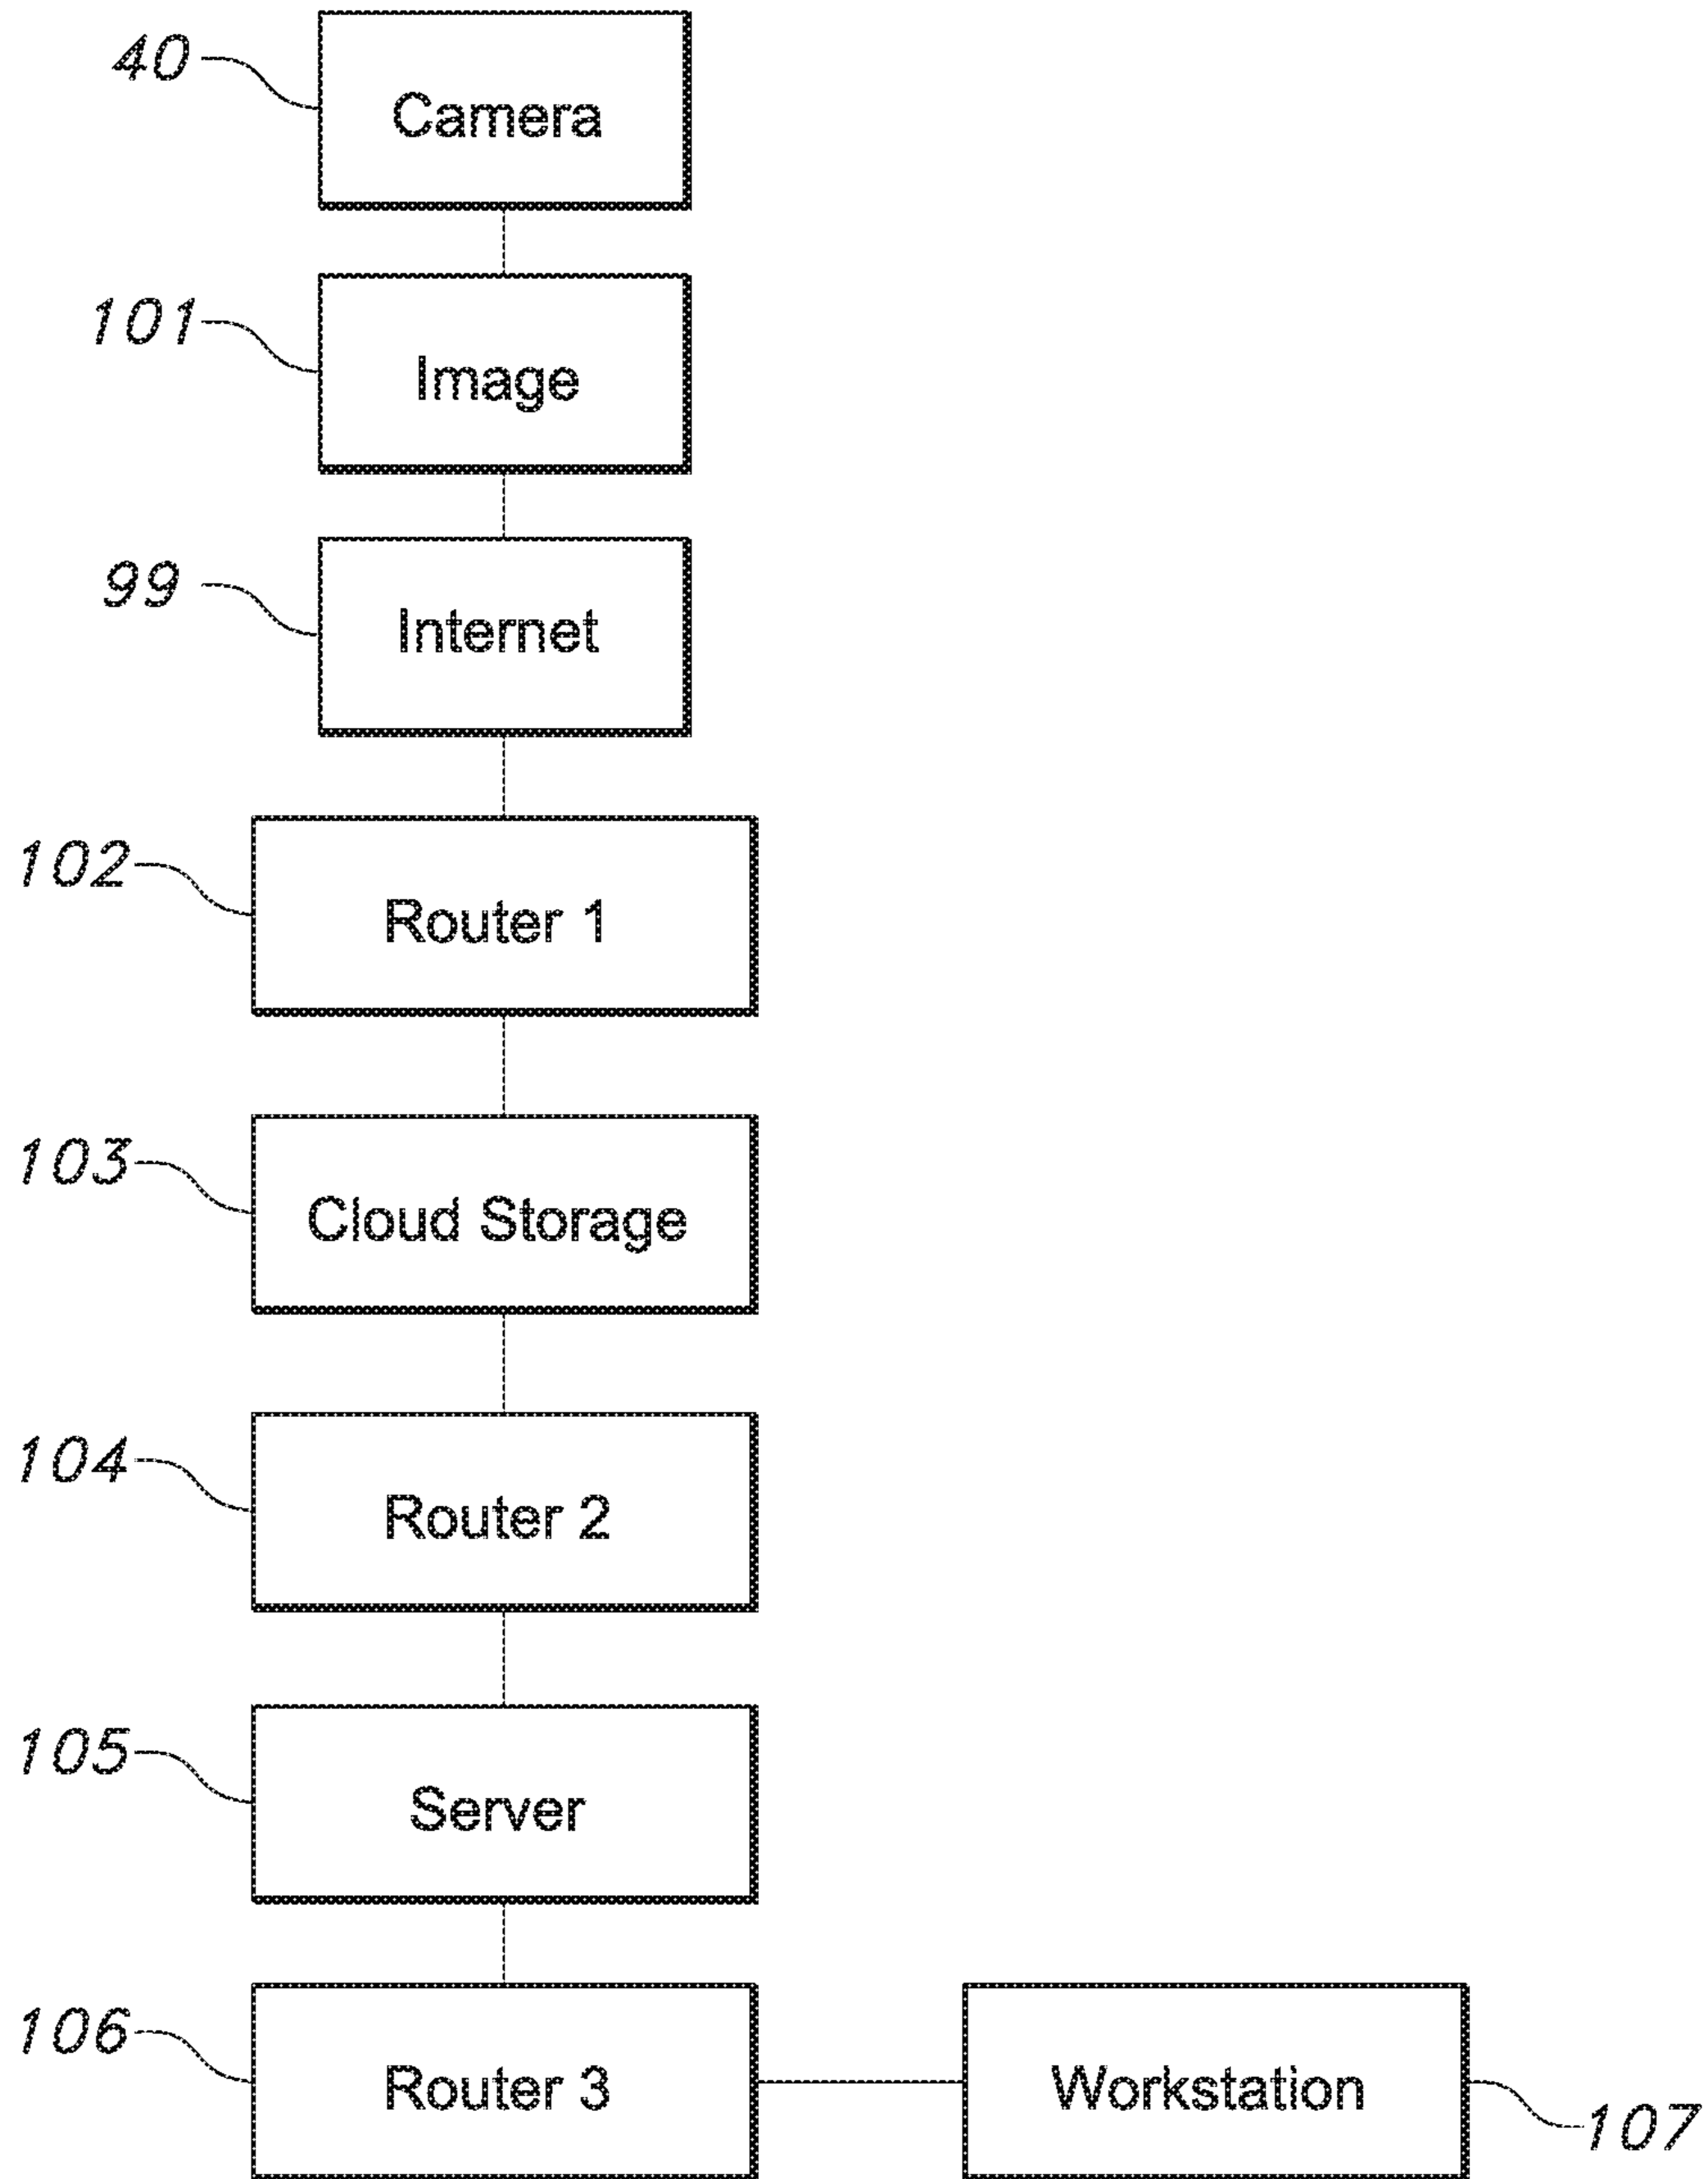 40
Camera
101
Image
99
Internet
102
Router 1
103
Cloud Storage
104
Router 2
105
Server
106
Router 3
Workstation
107